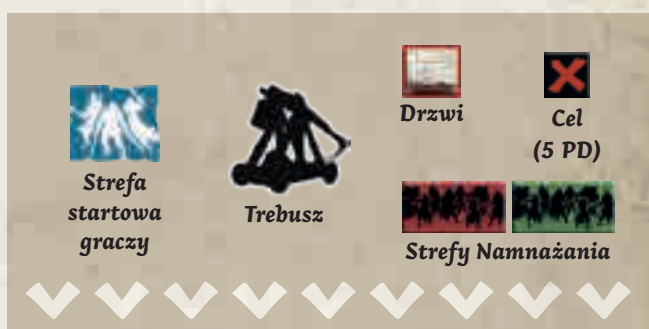 Strefa
startowa
graczy
Trebusz
Drzwi
Cel
(5 PD)
Strefy Namnażania